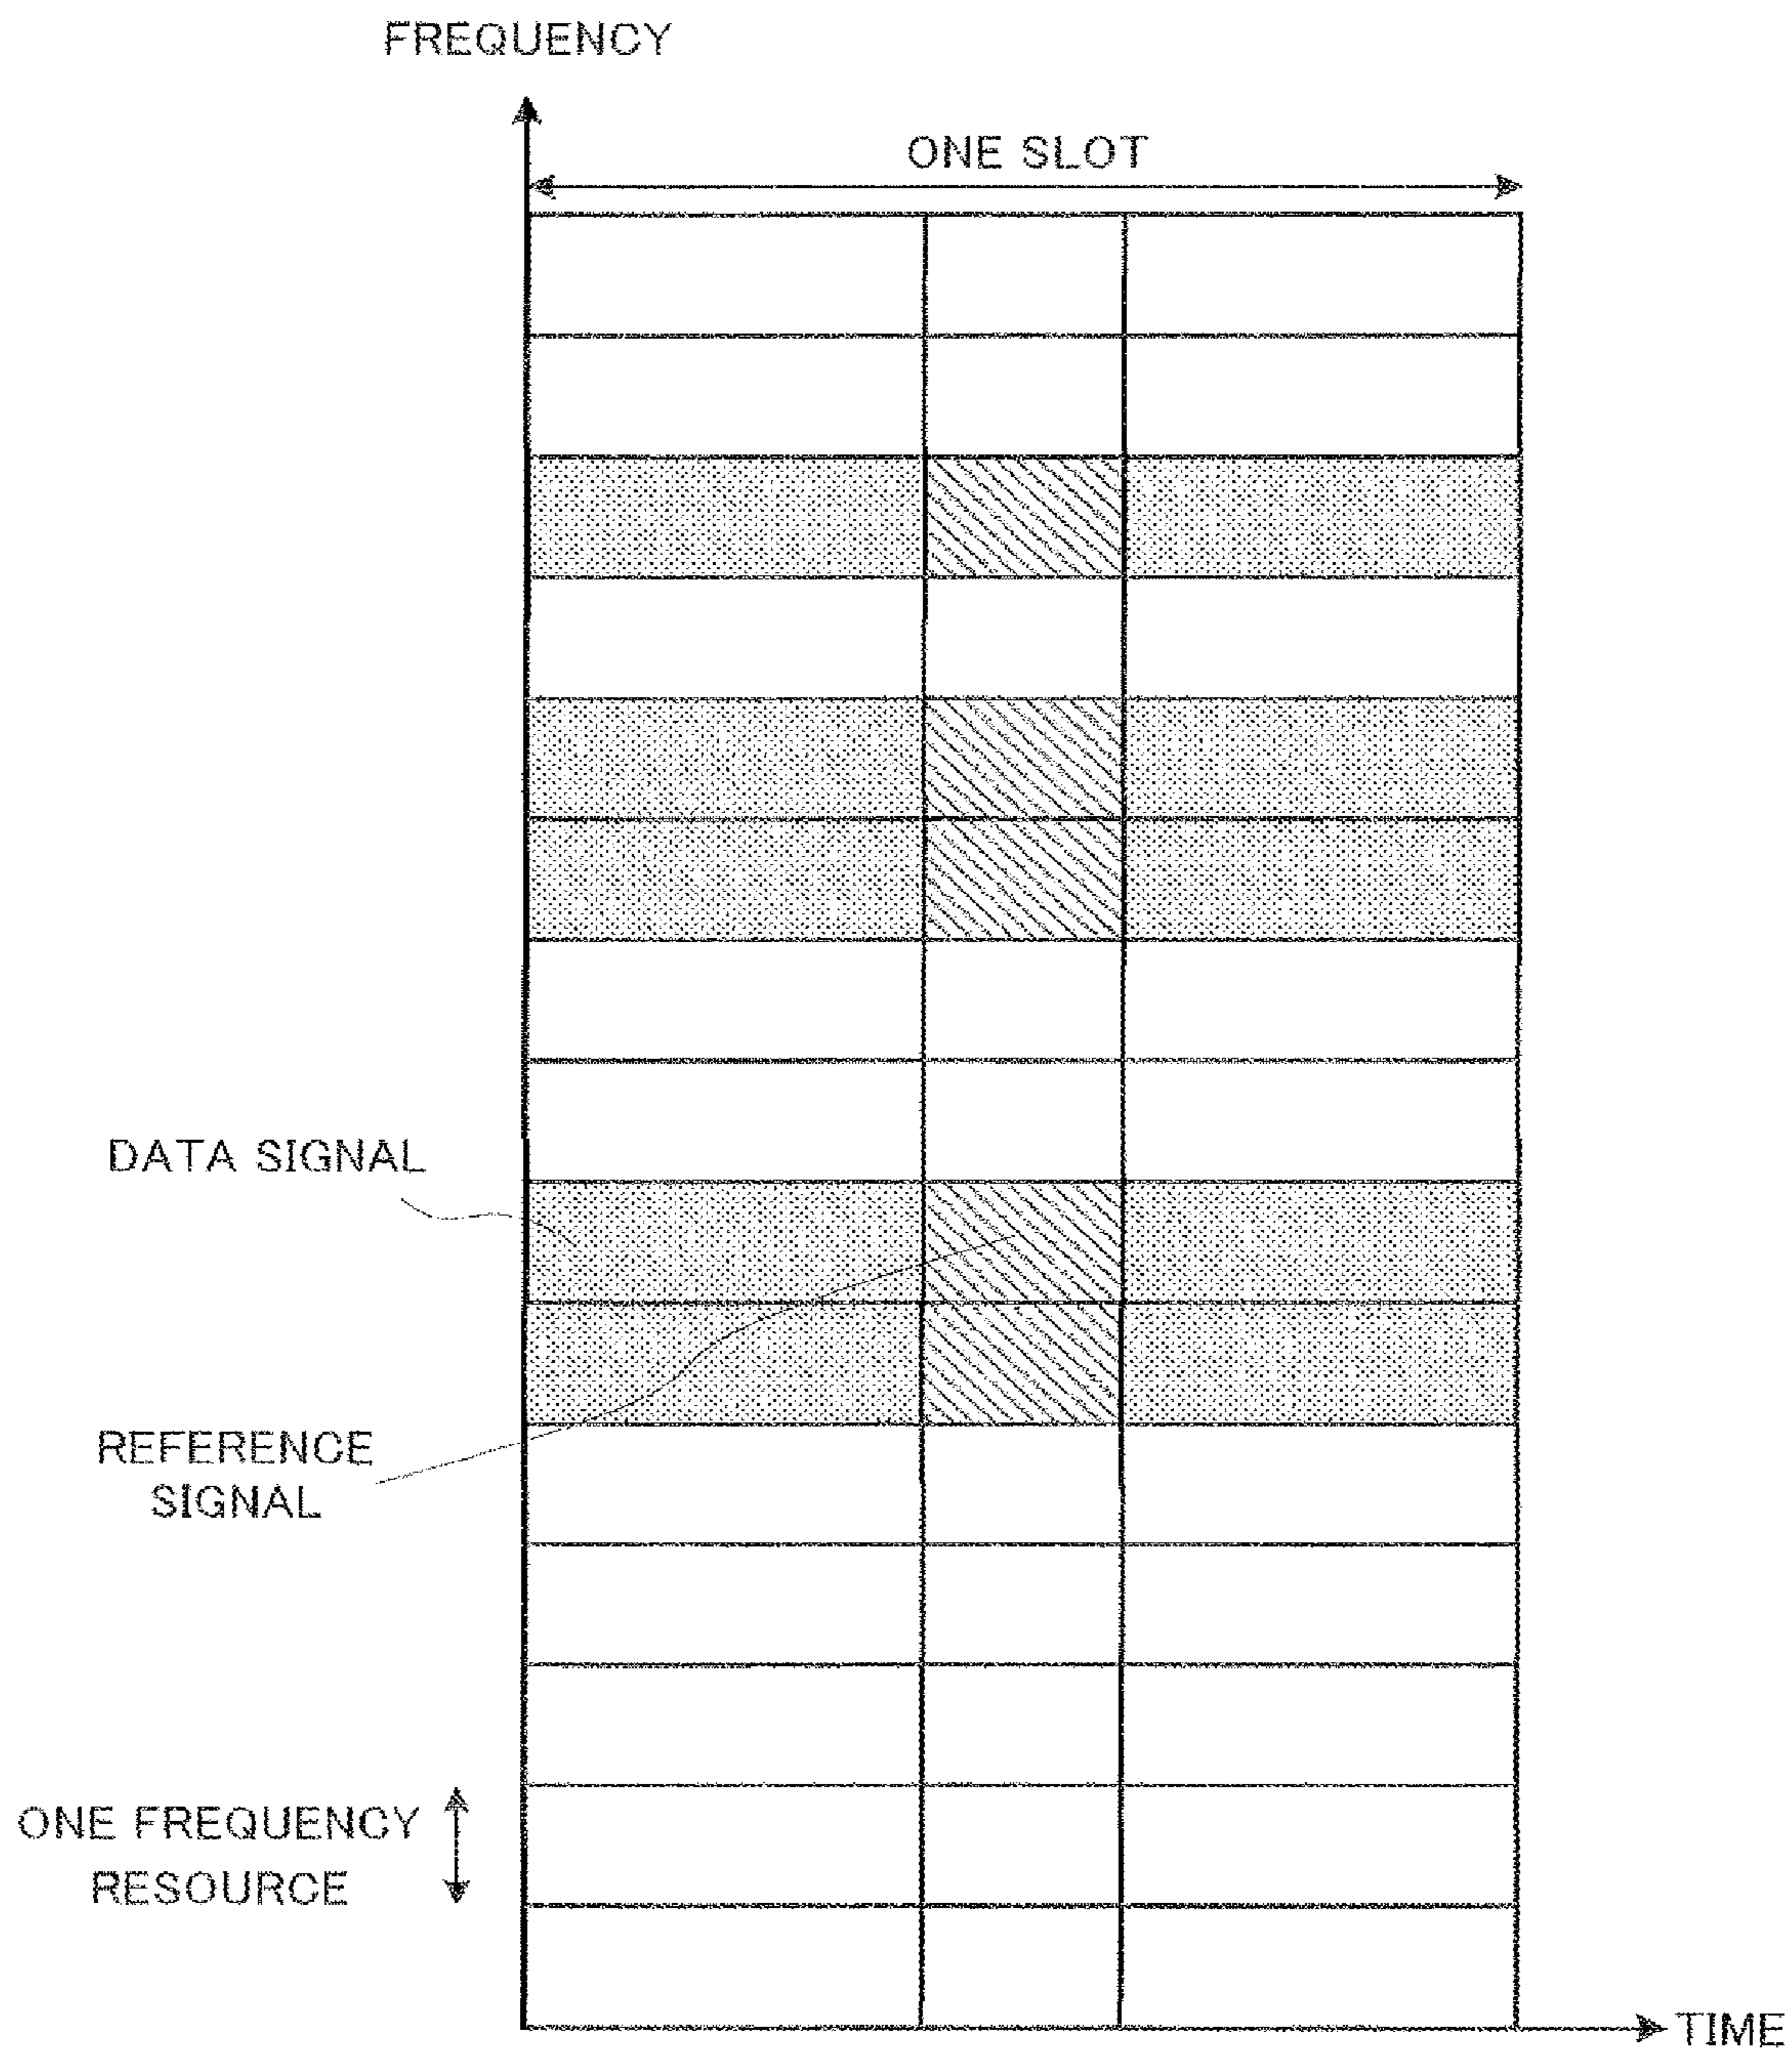 FREQUENCY
ONE SLOT
DATA SIGNAL
REFERENCE
SIGNAL
ONE FREQUENCY
RESOURCE
TIME